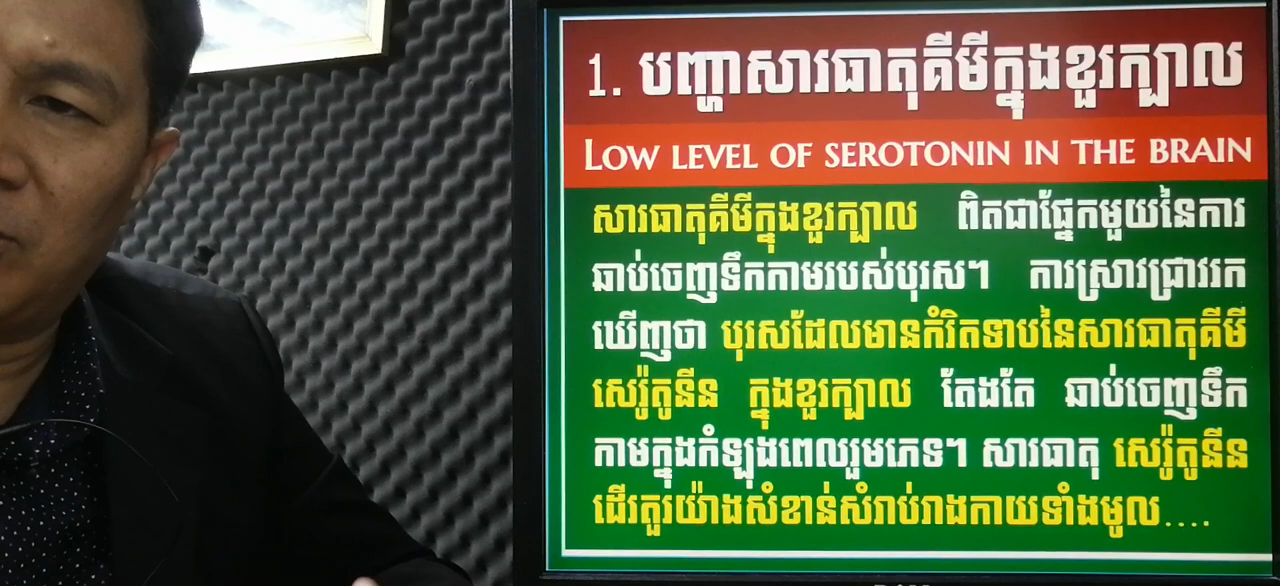 1. បញ្ហាសារធាតុគីមីក្នុងខួរក្បាល
LOW LEVEL OF SEROTONIN IN THE BRAIN
សារធាតុគីមីក្នុងខួរក្បាល ពិតជាផ្នែកមួយនៃការ
ឆាប់ចេញទឹកកាមរបស់បុរស។ ការស្រាវជ្រាវរក
ឃើញថា បុរសដែលមានកំរិតទាបនៃសារធាតុគីមី
សេរ៉ូតូនីន ក្នុងខួរក្បាល តែងតែ ឆាប់ចេញទឹក
កាមក្នុងកំឡុងពេលរួមភេទ។ សារធាតុ សេរ៉ូតូនីន
ដើរតួរយ៉ាងសំខាន់សំរាប់រាងកាយទាំងមូល....